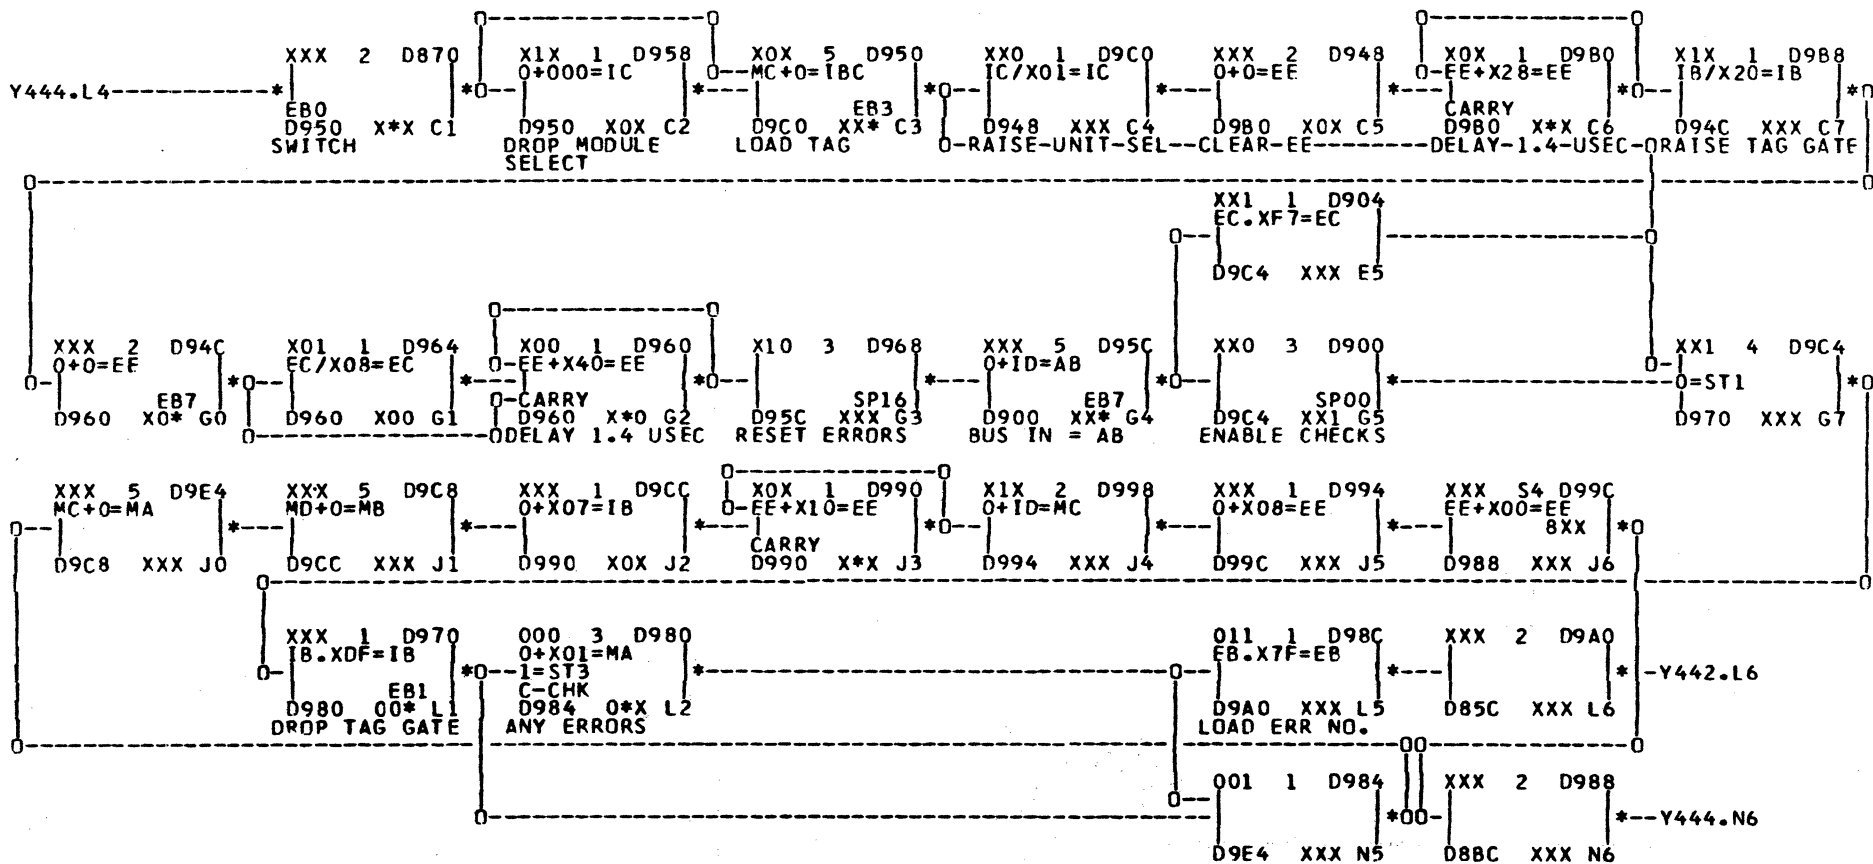 XXX 2 D870 X1X 1 D958 X0X 5 D950 XX0 1 D9C0 XXX 2 D948 X0X 1 D9B0 X1X 1 D9B8
0+000=IC 0--MC+0=IBC IC/X01=IC 0+0=EE 0-EE+X28=EE IB/X20=IB
Y444.L4
EB0 EB3 CARRY
D950 X*X C1 D950 X0X C2 D9C0 XX* C3 D948 XXX C4 D9B0 X0X C5 D9B0 X*X C6 D94C XXX C7
SWITCH DROP MODULE LOAD TAG 0-RAISE-UNIT-SEL--CLEAR-EE--------DELAY-1.4-USEC-0RAISE TAG GATE
SELECT
XX1 1 D904
EC.XF7=EC
D9C4 XXX E5
XXX 2 D94C X01 1 D964 X00 1 D960 X10 3 D968 XXX 5 D95C XX0 3 D900 XX1 4 D9C4
0+0=EE EC/X08=EC 0-EE+X40=EE 0+ID=AB
0=ST1
EB7 0-CARRY SP16 EB7 SP00
D960 X0* G0 D960 X00 G1 D960 X*0 G2 D95C XXX G3 D900 XX* G4 D9C4 XX1 G5 D970 XXX G7
DELAY 1.4 USEC RESET ERRORS BUS IN = AB ENABLE CHECKS
XXX 5 D9E4 XXX 5 D9C8 XXX 1 D9CC X0X 1 D990 X1X 2 D998 XXX 1 D994 XXX S4 D99C
MC+0=MA MD+0=MB 0+X07=IB 0-EE+X10=EE 0+ID=MC 0+X08=EE EE+X00=EE
8XX
CARRY
D9C8 XXX J0 D9CC XXX J1 D990 X0X J2 D990 X*X J3 D994 XXX J4 D99C XXX J5 D988 XXX J6
XXX 1 D970 000 3 D980 011 1 D98C XXX 2 D9A0
IB.XDF=IB 0+X01=MA EB.X7F=EB
1=ST3 Y442.L6
EB1 C-CHK
D980 00* L1 D984 0*X L2 D9A0 XXX L5 D85C XXX L6
DROP TAG GATE ANY ERRORS LOAD ERR NO.
001 1 D984 XXX 2 D988
Y444.N6
D9E4 XXX N5 D8BC XXX N6